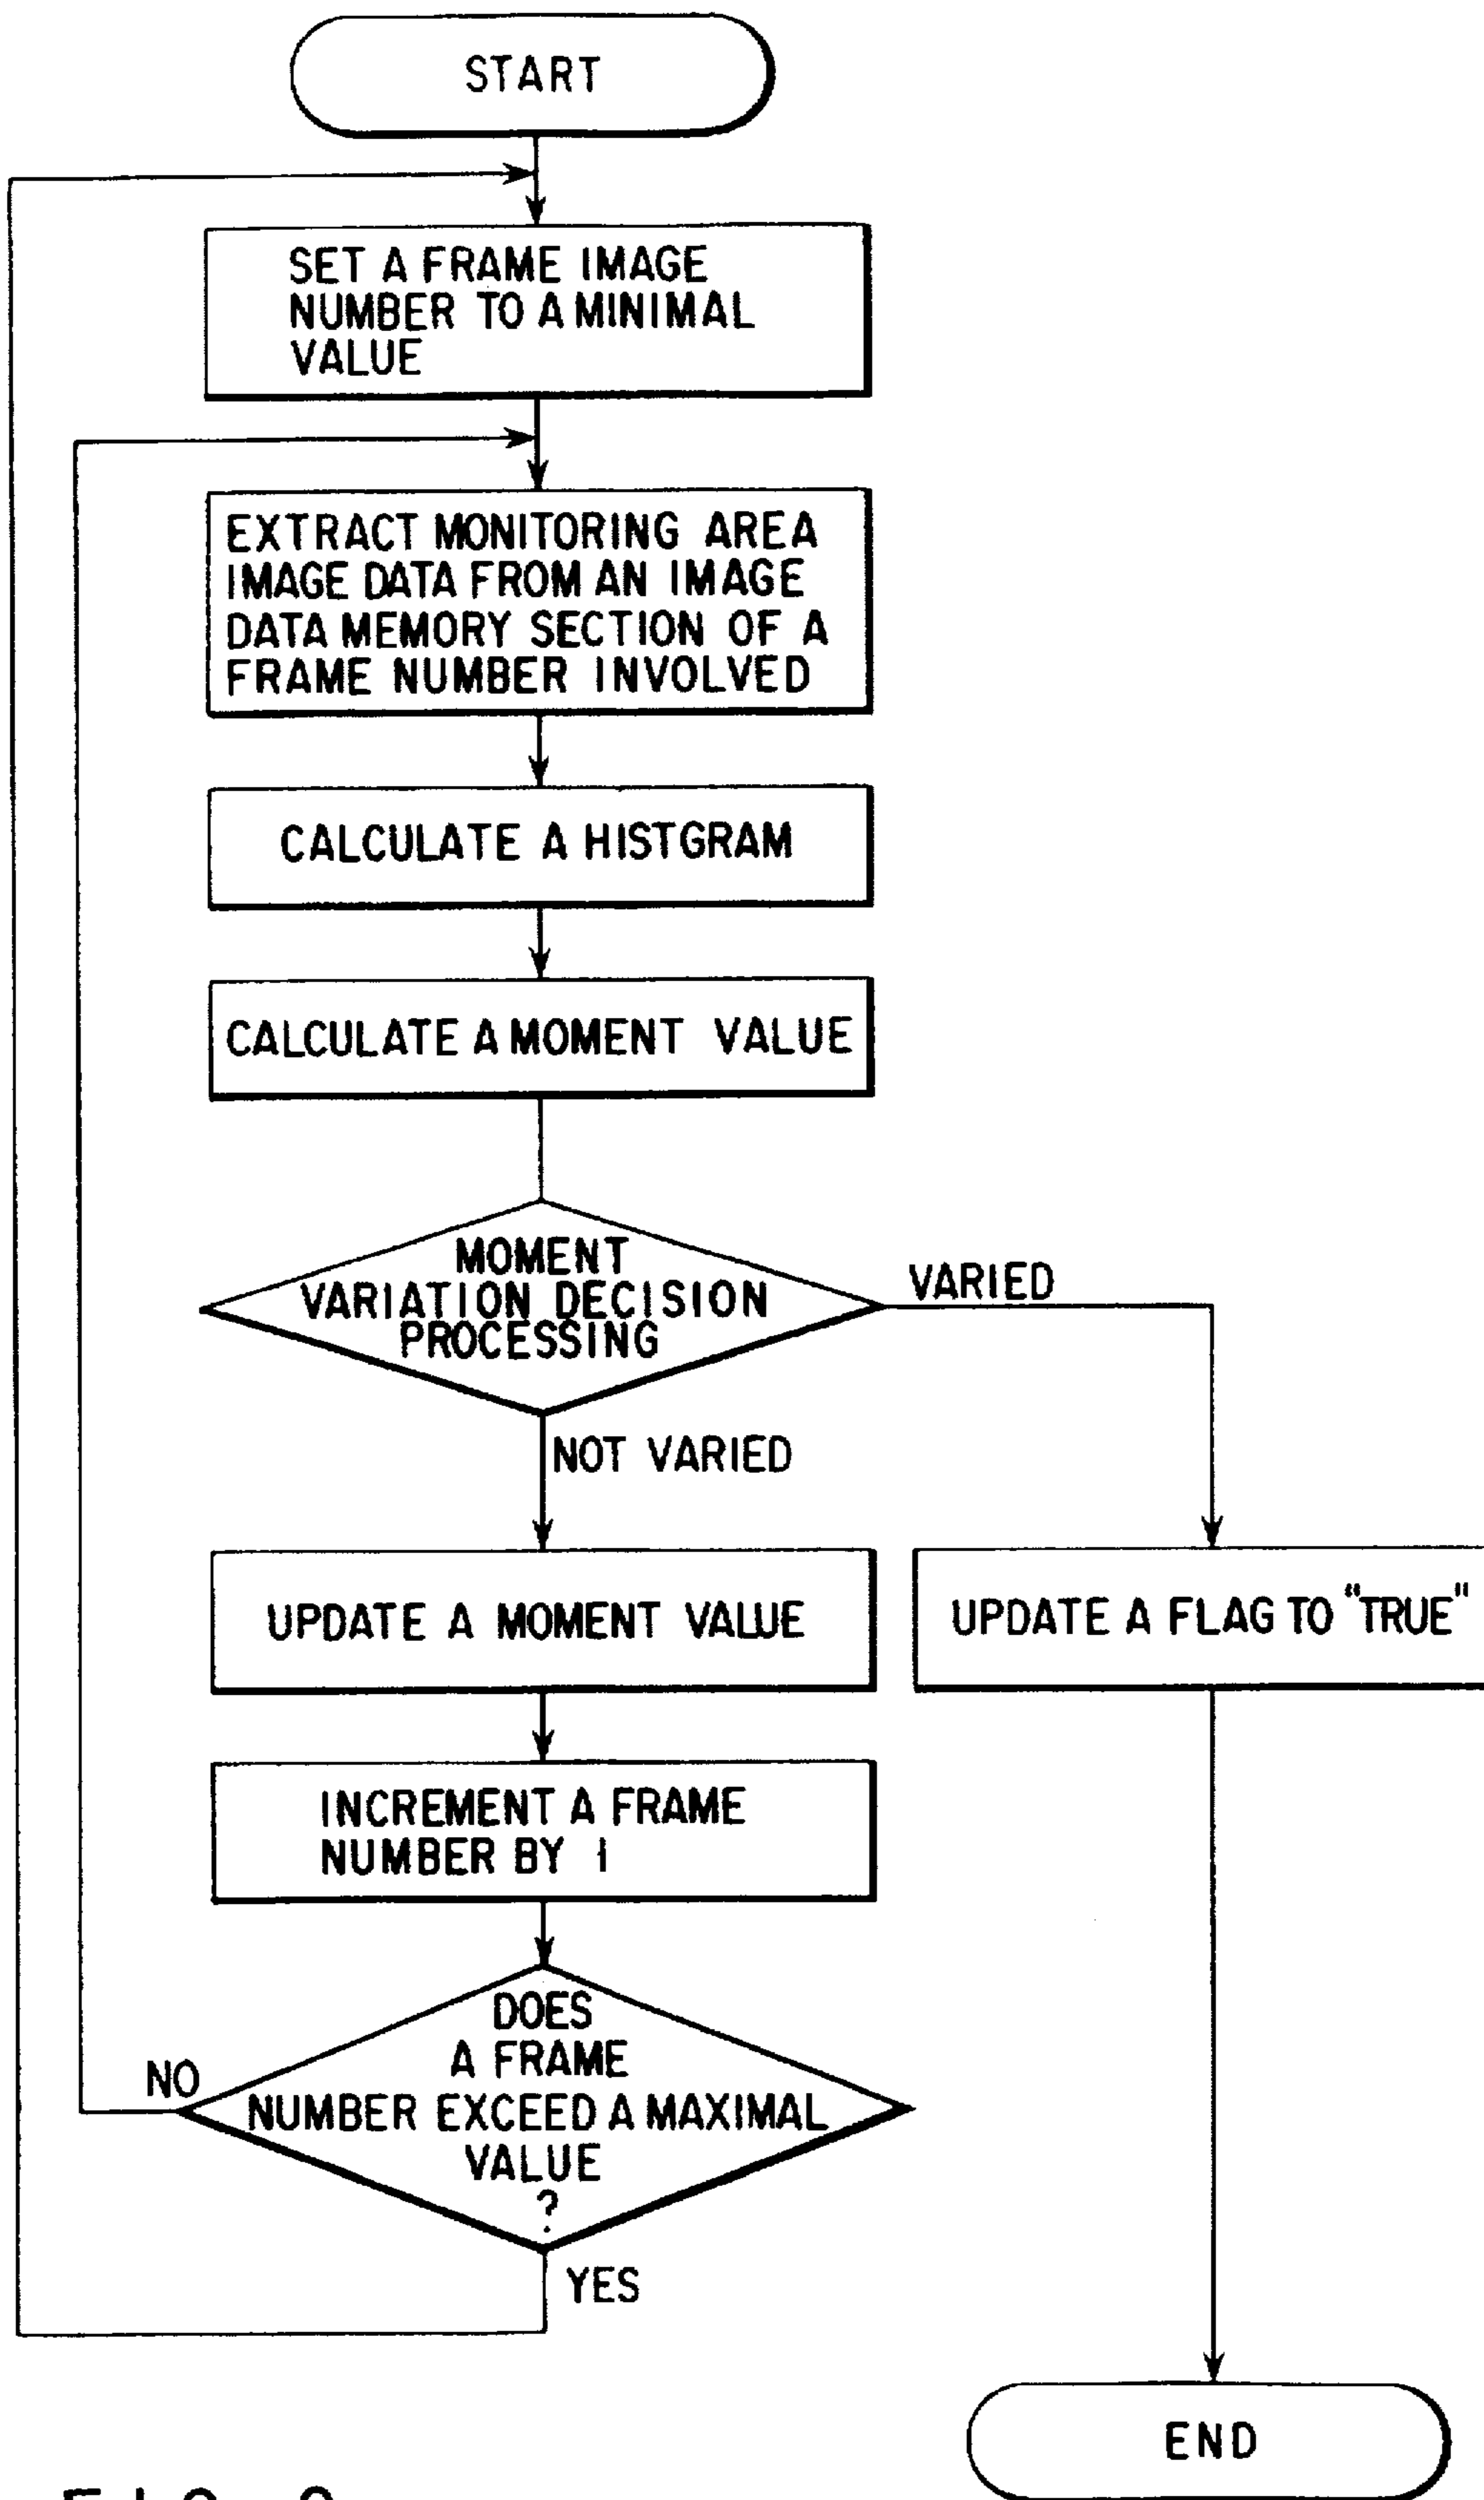 START
SET A FRAME IMAGE
NUMBER TO A MINIMAL
VALUE
EXTRACT MONITORING AREA
IMAGE DATA FROM AN IMAGE
DATA MEMORY SECTION OF A
FRAME NUMBER INVOLVED
CALCULATE A HISTGRAM
CALCULATE A MOMENT VALUE
MOMENT
VARIATION DECISION
PROCESSING
VARIED
NOT VARIED
UPDATE A MOMENT VALUE
UPDATE A FLAG TO "TRUE"
INCREMENT A FRAME
NUMBER BY 1
DOES
A FRAME
NUMBER EXCEED A MAXIMAL
VALUE
?
NO
YES
END